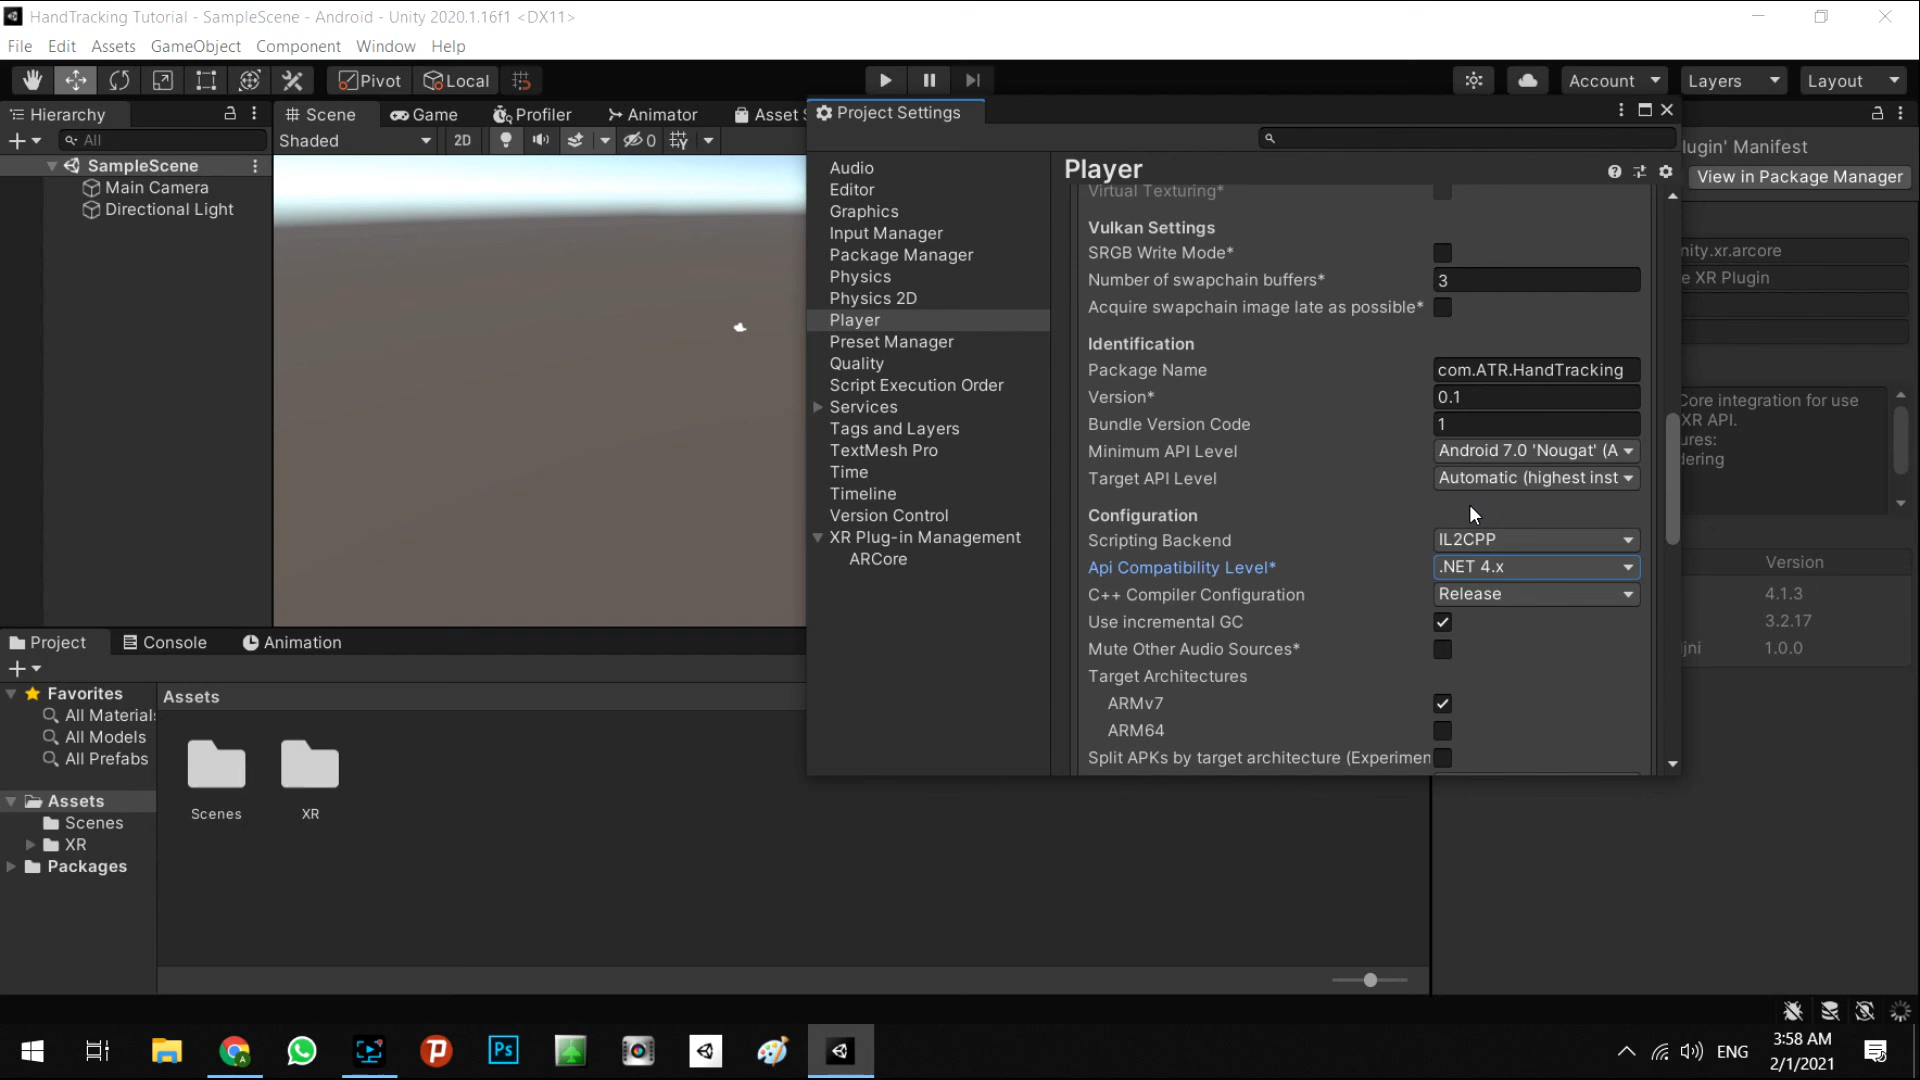 HandTracking Tutorial - SampleScene - Android - Unity 2020.1.16f1 <DX11>
File Edit Assets GameObject Component Window Help
Pivot Local Account Layers Layout
Hierarchy
All
SampleScene
Main Camera
Directional Light
Scene Game Profiler Animator Asset S
Shaded 2D 0
Project Settings
Audio
Editor
Graphics
Input Manager
Package Manager
Physics
Physics 2D
Player
Preset Manager
Quality
Script Execution Order
Services
Tags and Layers
TextMesh Pro
Time
Timeline
Version Control
XR Plug-in Management
ARCore
Player
Virtual Texturing*
Vulkan Settings
SRGB Write Mode*
Number of swapchain buffers* 3
Acquire swapchain image late as possible*
Identification
Package Name com.ATR.HandTracking
Version* 0.1
Bundle Version Code 1
Minimum API Level Android 7.0 'Nougat' (A
Target API Level Automatic (highest inst
Configuration
Scripting Backend IL2CPP
Api Compatibility Level* .NET 4.x
C++ Compiler Configuration Release
Use incremental GC
Mute Other Audio Sources*
Target Architectures
ARMv7
ARM64
Split APKs by target architecture (Experimen
lugin' Manifest
View in Package Manager
nity.xr.arcore
e XR Plugin
Core integration for use
XR API.
ures:
dering
Version
4.1.3
3.2.17
jni 1.0.0
Project Console Animation
Favorites
All Materials
All Models
All Prefabs
Assets
Scenes
XR
Packages
Assets
Scenes XR
Ps
ENG
3:58 AM
2/1/2021